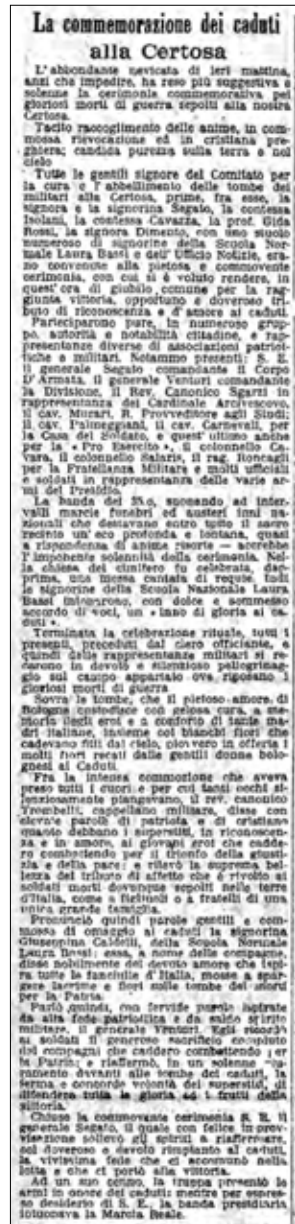 La commemorazione dei caduti
alla Certosa
L'abbondante nevicata di ieri mattina,
anzi che impedire, ha reso più suggestiva e
solenne la cerimonia commemorativa pei
gloriosi morti di guerra sepolti alla nostra
Certosa.
Tacito raccoglimento delle anime, in com-
mossa rievocazione ed in cristiana pre-
ghiera; candida purezza sulla terra e nel
cielo
Tutte le gentili signore del Comitato per
la cura e l'abbellimento delle tombe dei
militari alla Certosa, prime, fra esse, la
signora e la signorina Segato, la contessa
Isolani, la contessa Cavazza, la prof. Gida
Rossi, la signora Dimento, con uno stuolo
numeroso di signorine della Scuola Nor-
male Laura Bassi e dell'Ufficio Notizie, era-
no convenute alla pietosa e commovente
cerimonia, con cui si è voluto rendere, in
quest'ora di giubilo comune per la rag-
giunta vittoria, opportuno e doveroso tri-
buto di riconoscenza e d'amore ai caduti.
Parteciparono pure, in numeroso grup-
po, autorità e notabilità cittadine, e rap-
presentanze diverse di associazioni patriot-
tiche e militari. Notammo presenti: S. E.
il generale Segato comandante il Corpo
D'Armata, il generale Venturi comandante
la Divisione, il Rev. Canonico Sgarzi in
rappresentanza del Cardinale Arcivescovo,
il cav. Murari, R. Provveditore agli Studi;
il cav. Palmeggiani, il cav. Carnevali, per
la Casa del Soldato, e quest'ultimo anche
per la «Pro Esercito», il colonnello Ca-
vara, il colonnello Salaris, il rag. Roncagli
per la Fratellanza Militare e molti ufficiali
e soldati in rappresentanza delle varie ar-
mi del Presidio.
La banda del suonando ad inter-
valli marcie funebri ed austeri inni na-
zionali che destavano entro tutto il sacro
recinto un'eco profonda e lontana, quasi
a rispondenza di anime risorte — accrebbe
l'imponente solennità della cerimonia. Nel-
la chiesa del cimitero fu celebrata, dap-
prima, una messa cantata di requie, indi
le signorine della Scuola Nazionale Laura
Bassi intonarono, con dolce e sommesso
accordo di voci, un «Inno di gloria ai ca-
duti».
Terminata la celebrazione rituale, tutti i
presenti, preceduti dal clero officiante, e
quindi dalle rappresentanze militari si re-
carono in devoto e silenzioso pellegrinag-
gio sul campo appartato ove riposano i
gloriosi morti di guerra
Sovra le tombe, che il pietoso amore di
Bologna custodisce con gelosa cura, a me-
moria degli eroi e a conforto di tante ma-
dri italiane, insieme coi bianchi fiori che
cadevano fitti dal cielo, piovvero in offerta i
molti fiori recati dalle gentili donne bolo-
gnesi ai Caduti.
Fra la intensa commozione che aveva
preso tutti i cuori e per cui tanti occhi si-
lenziosamente piangevano, il rev. canonico
Trombelli, cappellano militare, disse con
elevate parole di patriota e di cristiano
quanto debbano i superstiti, in riconoscen-
za e in amore, ai giovani eroi che cadde-
ro combattendo per il trionfo della giusti-
zia e della pace; e rilevò la suprema bel-
lezza del tributo di affetto che è rivolto ai
soldati morti dovunque sepolti nelle terre
d'Italia, come a figliuoli o a fratelli di una
unica grande famiglia.
Pronunciò quindi parole gentili e com-
mosse di omaggio ai caduti la signorina
Giuseppina della Scuola Normale
Laura Bassi; essa, a nome delle compagne,
disse nobilmente del devoto amore che ispi-
ra tutte le fanciulle d'Italia, mosse a spar-
gere lacrime e fiori sulle tombe dei morti
per la Patria.
Parlò quindi, con fervide parole ispirate
da alta fede patriottica e da saldo spirito
militare, il generale Venturi. Egli ricordò
ai soldati il generoso sacrificio compiuto
dai compagni che caddero combattendo per
la Patria; e riaffermò, in un solenne giu-
ramento davanti alle tombe dei caduti, la
ferma e concorde volontà dei superstiti, di
difendere tutta la gloria ed i frutti della
vittoria.
Chiuse la commovente cerimonia S. E. il
generale Segato, il quale con felice improv-
visazione sollevò gli spiriti a riaffermare,
nel doveroso e devoto rimpianto ai caduti,
la vivissima fede che ci accomunò nella
lotta e che ci portò alla vittoria.
Ad un suo cenno, la truppa presentò le
armi in onore dei caduti; mentre per espres-
so desiderio di S. E., la banda presidiaria
intuonava la Marcia Reale.